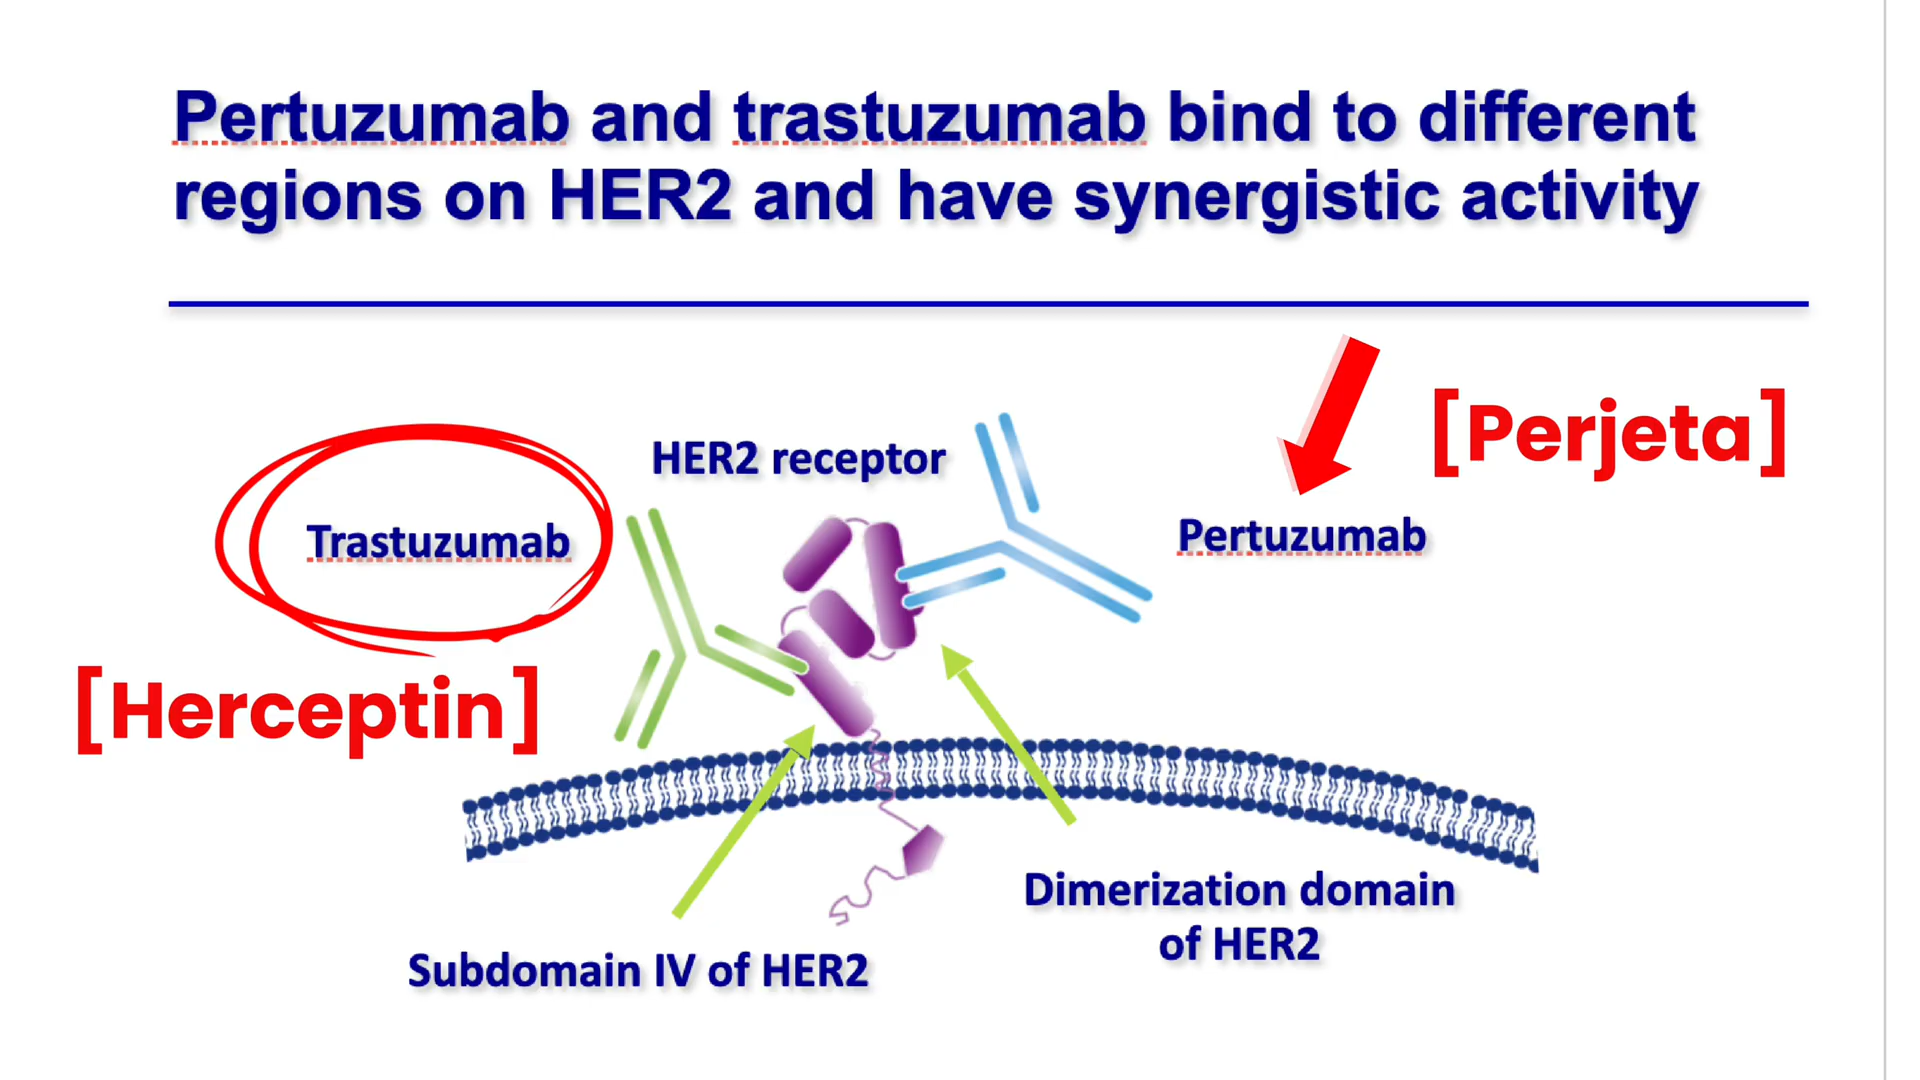 Pertuzumab and trastuzumab bind to different
regions on HER2 and have synergistic activity
[Perjeta]
HER2 receptor
Trastuzumab
Pertuzumab
[Herceptin]
Dimerization domain
of HER2
Subdomain IV of HER2